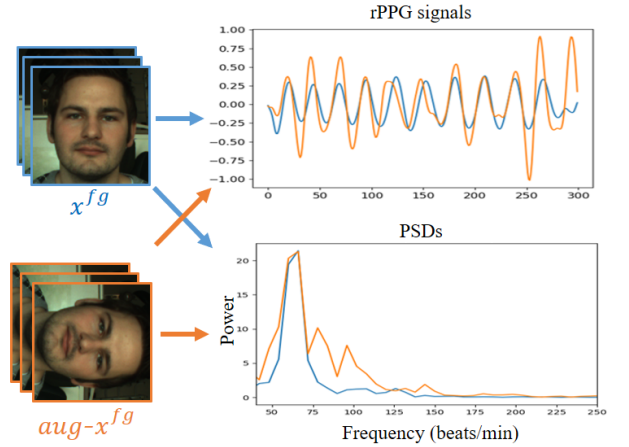 rPPG signals
1.00
0.75
0.50
0.25
0.00
−0.25
−0.50
−0.75
−1.00
0 50 100 150 200 250 300
x^{fg}
PSDs
20
15
10
5
0
Power
50 75 100 125 150 175 200 225 250
Frequency (beats/min)
aug-x^{fg}